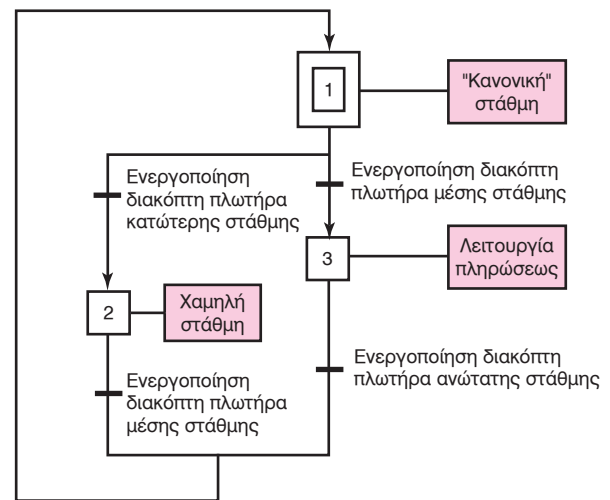 1
"Κανονική"
στάθμη
Ενεργοποίηση
διακόπτη πλωτήρα
κατώτερης στάθμης
Ενεργοποίηση διακόπτη
πλωτήρα μέσης στάθμης
3
Λειτουργία
πληρώσεως
2
Χαμηλή
στάθμη
Ενεργοποίηση
διακόπτη πλωτήρα
μέσης στάθμης
Ενεργοποίηση διακόπτη
πλωτήρα ανώτατης στάθμης